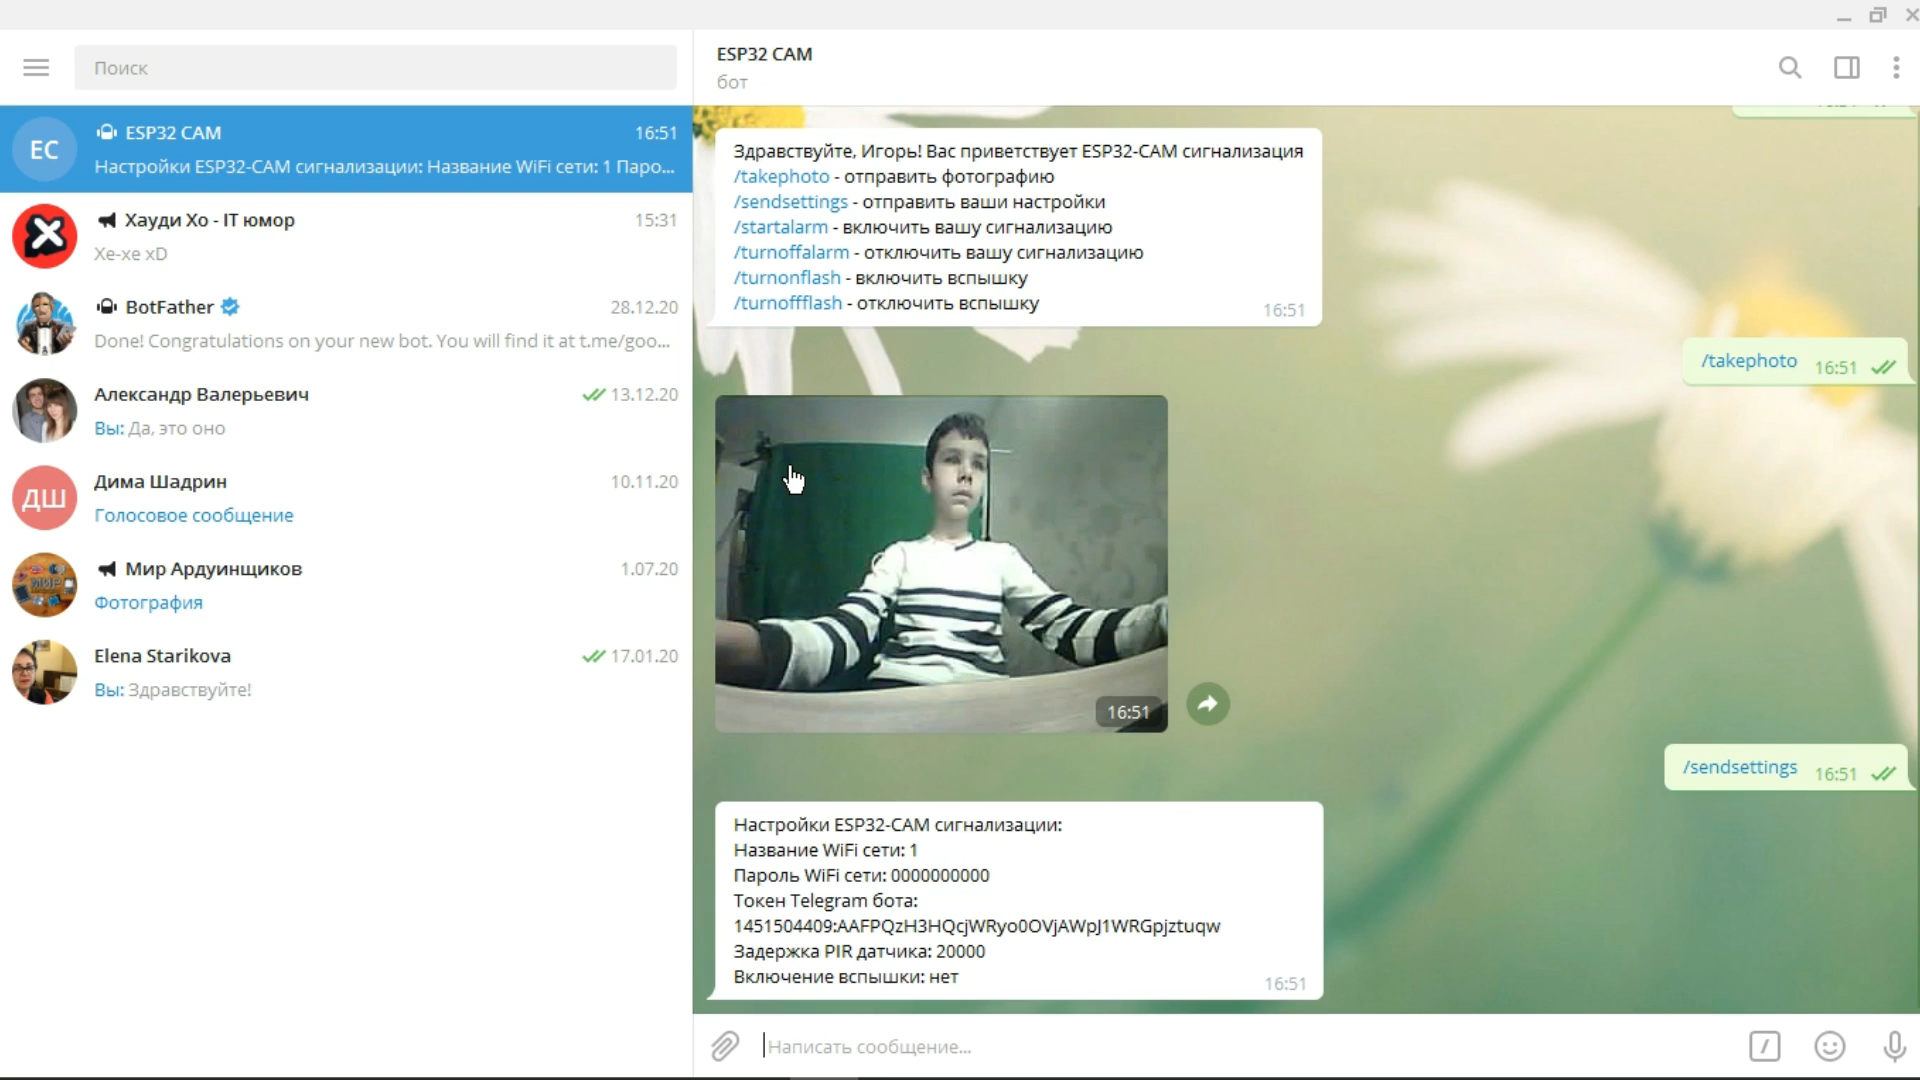 Поиск
ESP32 CAM
16:51
Настройки ESP32-CAM сигнализации: Название WiFi сети: 1 Паро...
EC
Хауди Хо - IT юмор
15:31
Хе-хе xD
BotFather
28.12.20
Done! Congratulations on your new bot. You will find it at t.me/goo...
Александр Валерьевич
13.12.20
Вы: Да, это оно
ДШ
Дима Шадрин
10.11.20
Голосовое сообщение
МИР
Мир Ардуинщиков
1.07.20
Фотография
Elena Starikova
17.01.20
Вы: Здравствуйте!
ESP32 CAM
бот
Здравствуйте, Игорь! Вас приветствует ESP32-CAM сигнализация
/takephoto - отправить фотографию
/sendsettings - отправить ваши настройки
/startalarm - включить вашу сигнализацию
/turnoffalarm - отключить вашу сигнализацию
/turnonflash - включить вспышку
/turnoffflash - отключить вспышку
16:51
/takephoto 16:51
16:51
/sendsettings 16:51
Настройки ESP32-CAM сигнализации:
Название WiFi сети: 1
Пароль WiFi сети: 0000000000
Токен Telegram бота:
1451504409:AAFPQzH3HQcjWRyo0OVjAWpJ1WRGpjztuqw
Задержка PIR датчика: 20000
Включение вспышки: нет
16:51
Написать сообщение...